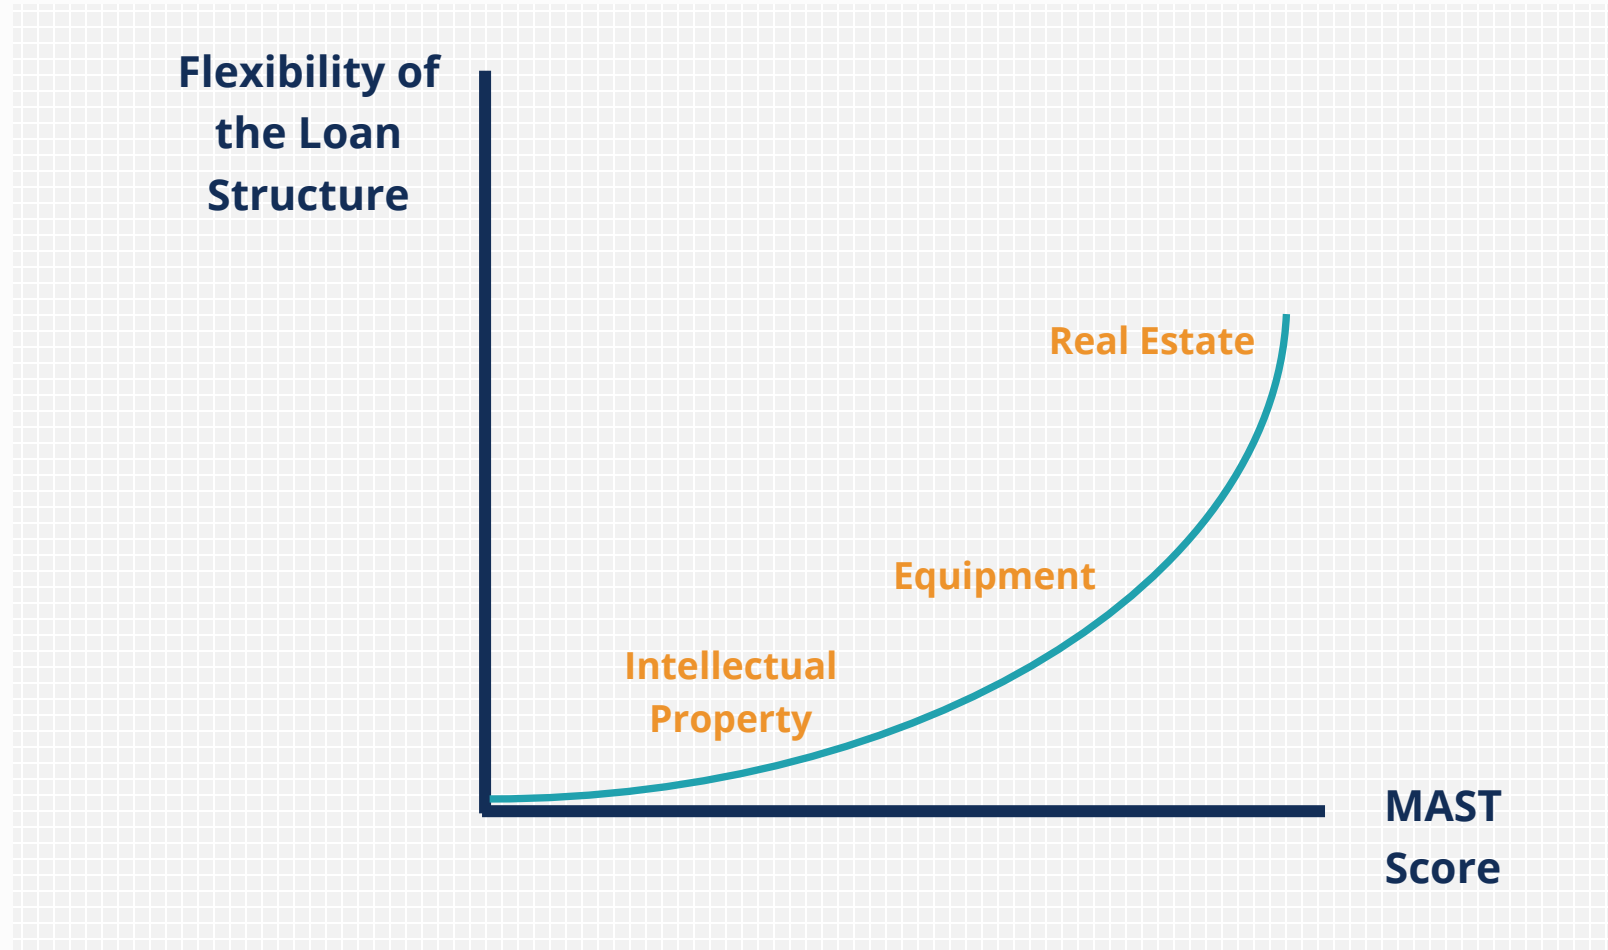 Flexibility of
the Loan
Structure
Real Estate
Equipment
Intellectual
Property
MAST
Score